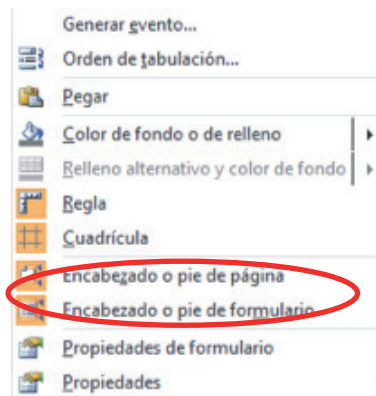 Generar evento...
Orden de tabulación...
Pegar
Color de fondo o de relleno
Relleno alternativo y color de fondo
Regla
Cuadrícula
Encabezado o pie de página
Encabezado o pie de formulario
Propiedades de formulario
Propiedades